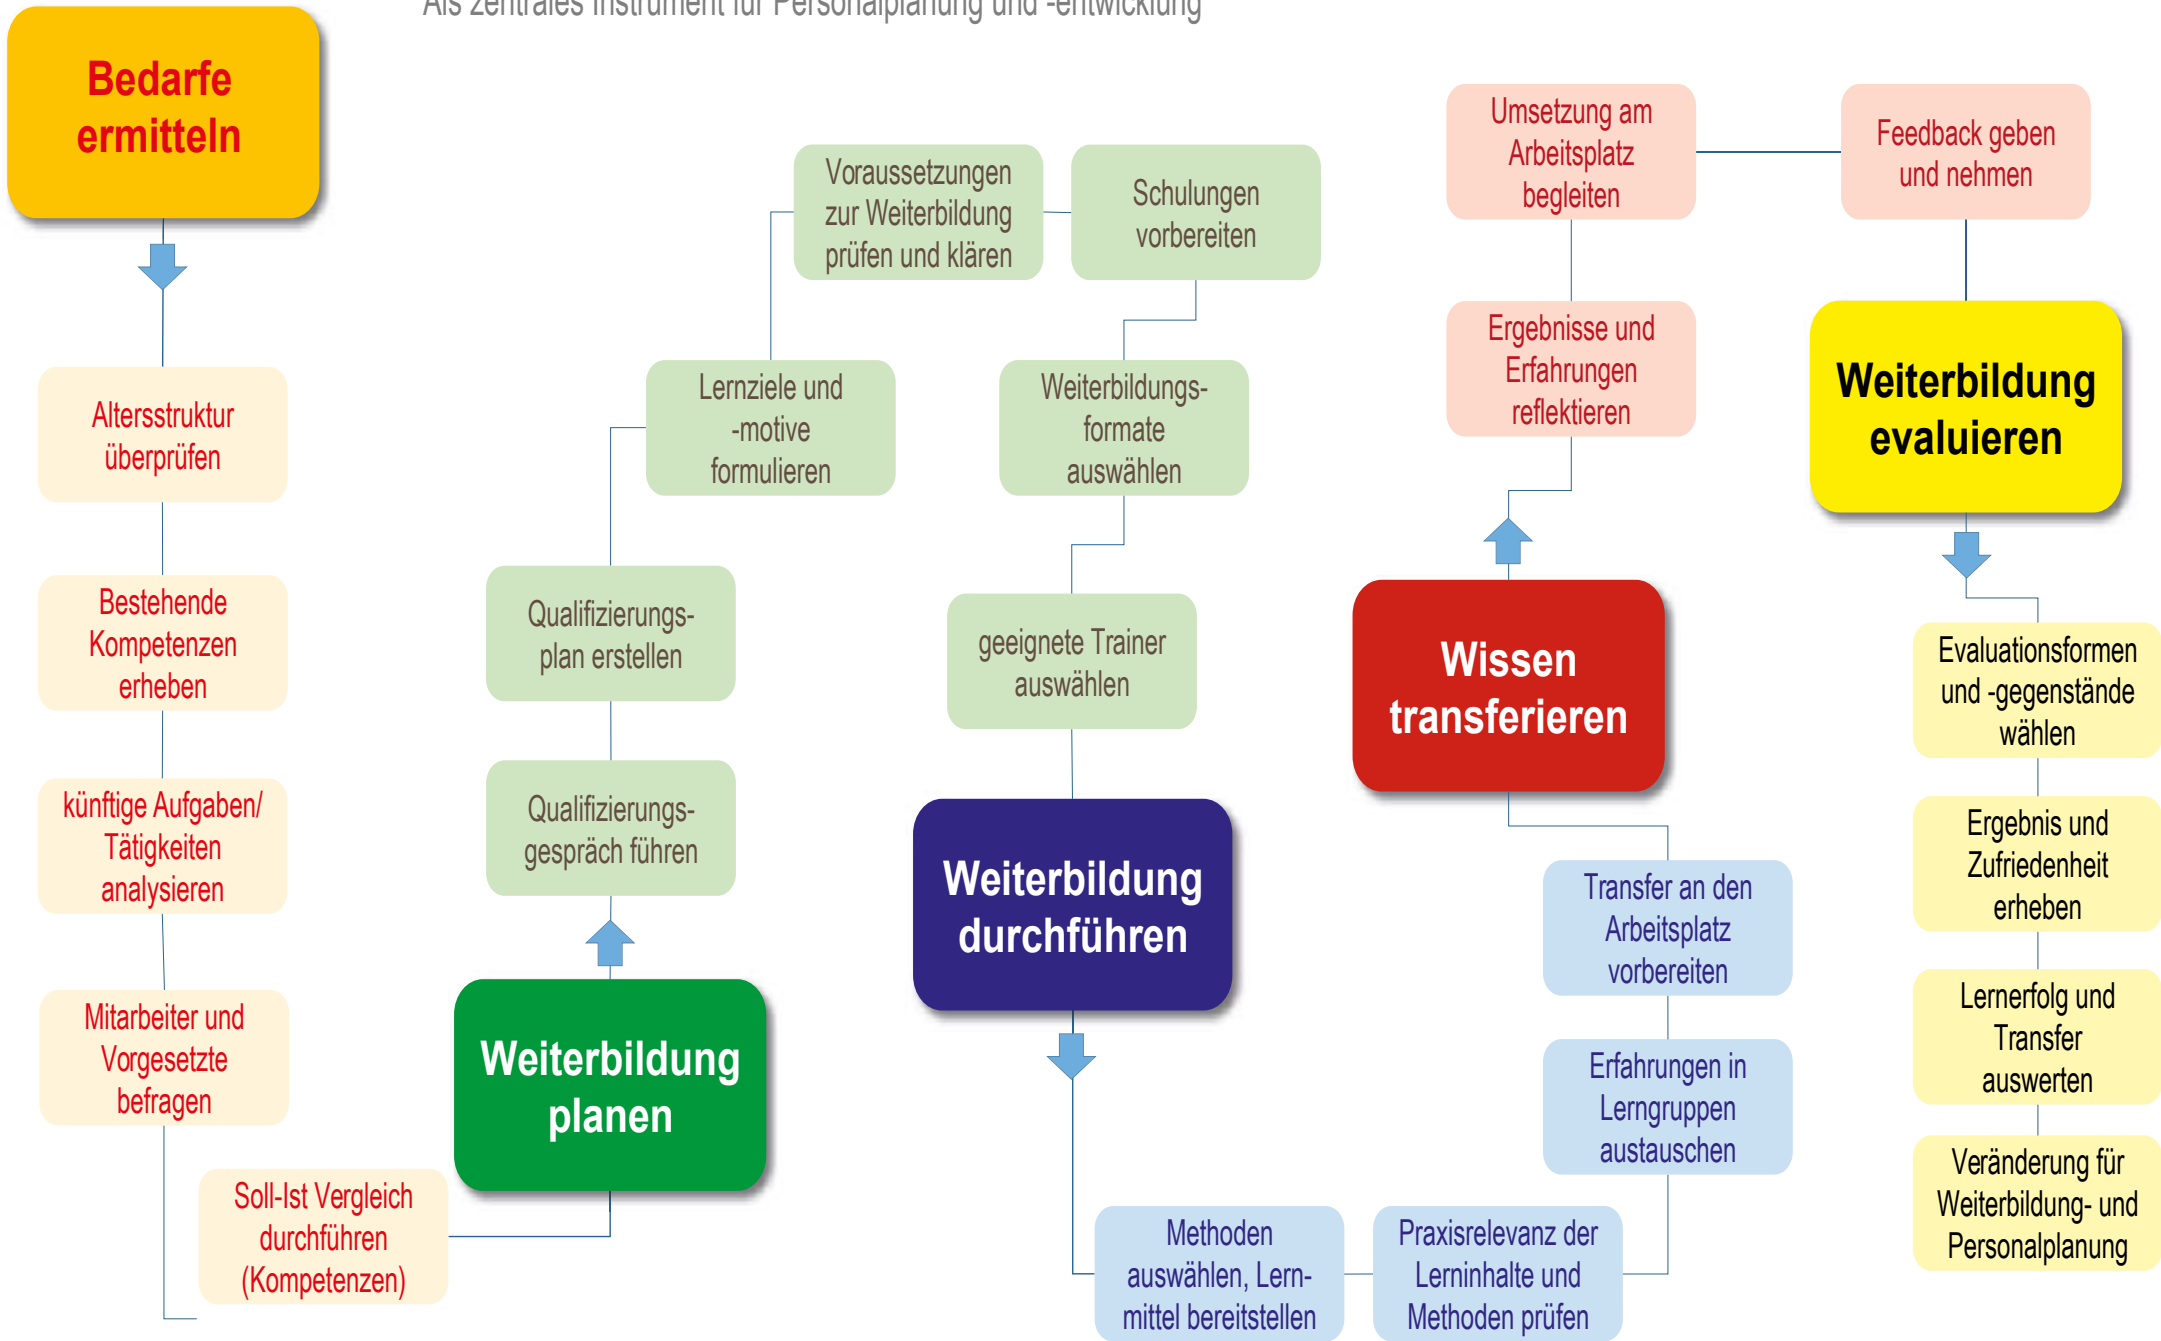 Als zentrales Instrument für Personalplanung und -entwicklung
Bedarfe
ermitteln
Altersstruktur
überprüfen
Bestehende
Kompetenzen
erheben
künftige Aufgaben/
Tätigkeiten
analysieren
Mitarbeiter und
Vorgesetzte
befragen
Soll-Ist Vergleich
durchführen
(Kompetenzen)
Weiterbildung
planen
Qualifizierungs-
gespräch führen
Qualifizierungs-
plan erstellen
Lernziele und
-motive
formulieren
Voraussetzungen
zur Weiterbildung
prüfen und klären
Schulungen
vorbereiten
Weiterbildungs-
formate
auswählen
geeignete Trainer
auswählen
Weiterbildung
durchführen
Methoden
auswählen, Lern-
mittel bereitstellen
Praxisrelevanz der
Lerninhalte und
Methoden prüfen
Erfahrungen in
Lerngruppen
austauschen
Transfer an den
Arbeitsplatz
vorbereiten
Wissen
transferieren
Ergebnisse und
Erfahrungen
reflektieren
Umsetzung am
Arbeitsplatz
begleiten
Feedback geben
und nehmen
Weiterbildung
evaluieren
Evaluationsformen
und -gegenstände
wählen
Ergebnis und
Zufriedenheit
erheben
Lernerfolg und
Transfer
auswerten
Veränderung für
Weiterbildung- und
Personalplanung